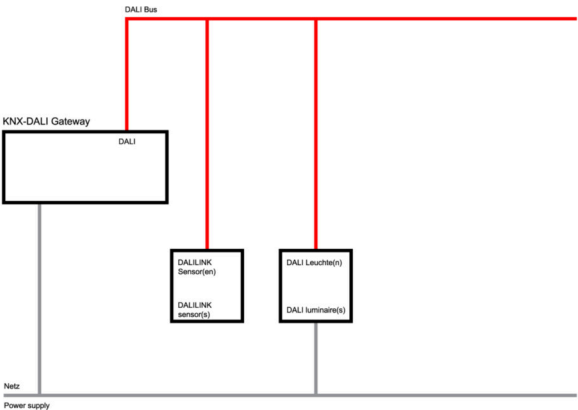 DALI Bus
KNX-DALI Gateway
DALI
DALILINK
Sensor(en)
DALILINK
sensor(s)
DALI Leuchte(n)
DALI luminaire(s)
Netz
Power supply